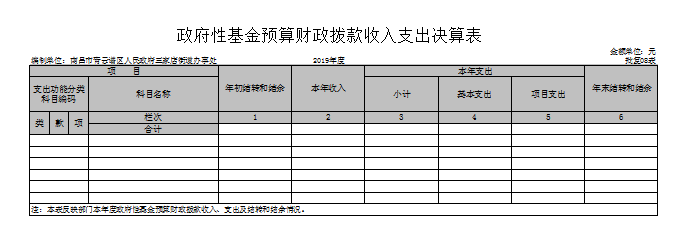 政府性基金预算财政拨款收入支出决算表
金额单位：元
编制单位：南昌市青云谱区人民政府三家店街道办事处 2019年度 批复08表
项 目 年初结转和结余 本年收入 本年支出 年末结转和结余
支出功能分类科目编码 科目名称 小计 基本支出 项目支出
类 款 项 栏次 1 2 3 4 5 6
合计
注：本表反映部门本年度政府性基金预算财政拨款收入、支出及结转和结余情况。